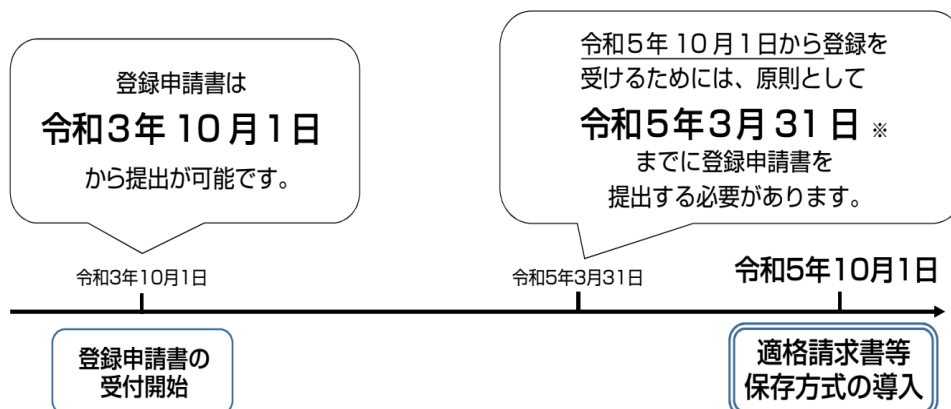 登録申請書は
令和3年10月1日
から提出が可能です。
令和5年10月1日から登録を
受けるためには、原則として
令和5年3月31日 ※
までに登録申請書を
提出する必要があります。
令和3年10月1日
令和5年3月31日
令和5年10月1日
登録申請書の
受付開始
適格請求書等
保存方式の導入